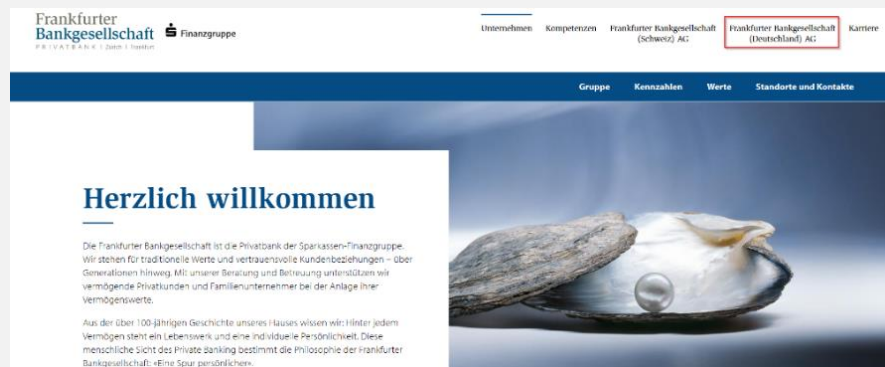 Frankfurter
Bankgesellschaft
Finanzgruppe
PRIVATBANK | Zürich | Frankfurt
Unternehmen Kompetenzen Frankfurter Bankgesellschaft Frankfurter Bankgesellschaft Karriere
(Schweiz) AG (Deutschland) AG
Gruppe Kennzahlen Werte Standorte und Kontakte
Herzlich willkommen
Die Frankfurter Bankgesellschaft ist die Privatbank der Sparkassen-Finanzgruppe.
Wir stehen für traditionelle Werte und vertrauensvolle Kundenbeziehungen – über
Generationen hinweg. Mit unserer Beratung und Betreuung unterstützen wir
vermögende Privatkunden und Familienunternehmer bei der Anlage ihrer
Vermögenswerte.
Aus der über 100-jährigen Geschichte unseres Hauses wissen wir: Hinter jedem
Vermögen steht ein Lebenswerk und eine individuelle Persönlichkeit. Diese
menschliche Sicht des Private Banking bestimmt die Philosophie der Frankfurter
Bankgesellschaft: «Eine Spur persönlicher».